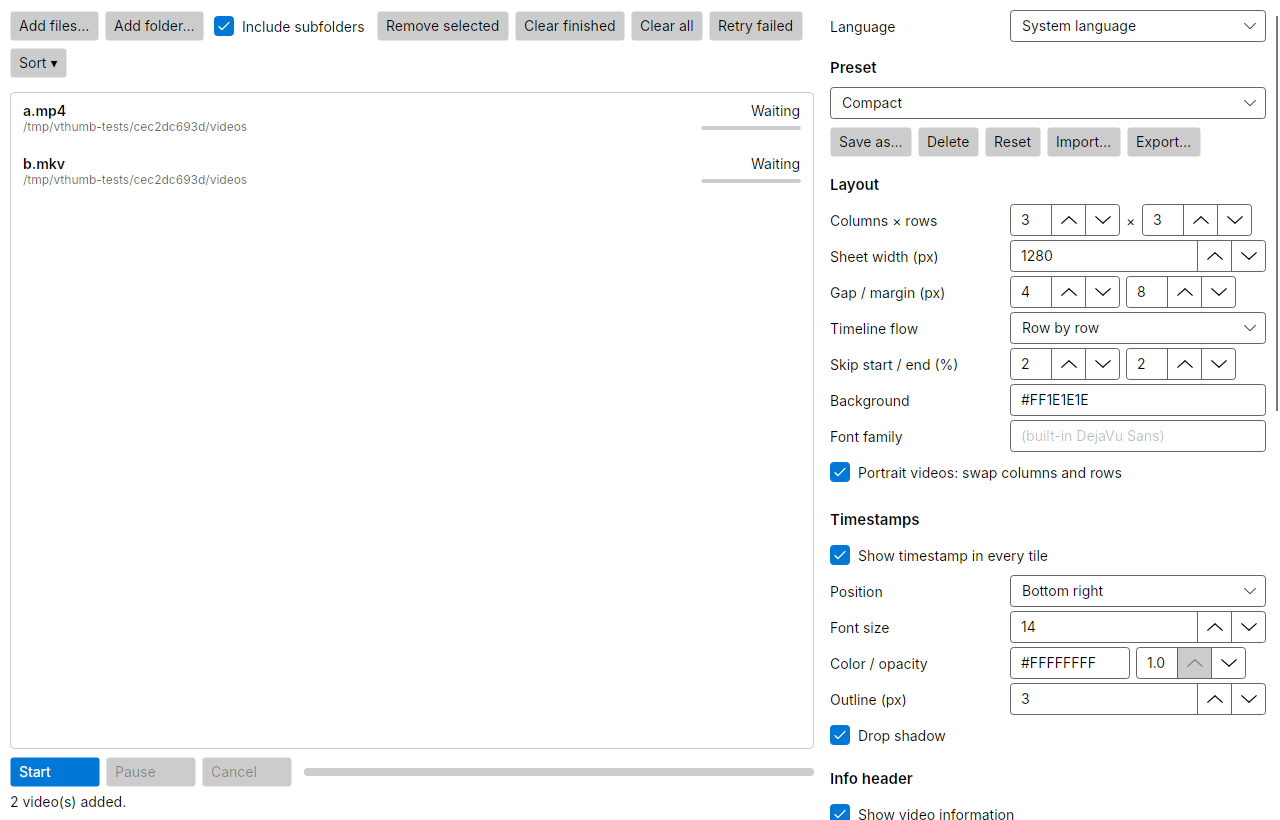 Add files... Add folder... Include subfolders Remove selected Clear finished Clear all Retry failed
Sort ▾
a.mp4 Waiting
/tmp/vthumb-tests/cec2dc693d/videos
b.mkv Waiting
/tmp/vthumb-tests/cec2dc693d/videos
Start Pause Cancel
2 video(s) added.
Language System language
Preset
Compact
Save as... Delete Reset Import... Export...
Layout
Columns × rows 3 × 3
Sheet width (px) 1280
Gap / margin (px) 4 8
Timeline flow Row by row
Skip start / end (%) 2 2
Background #FF1E1E1E
Font family (built-in DejaVu Sans)
Portrait videos: swap columns and rows
Timestamps
Show timestamp in every tile
Position Bottom right
Font size 14
Color / opacity #FFFFFFFF 1.0
Outline (px) 3
Drop shadow
Info header
Show video information